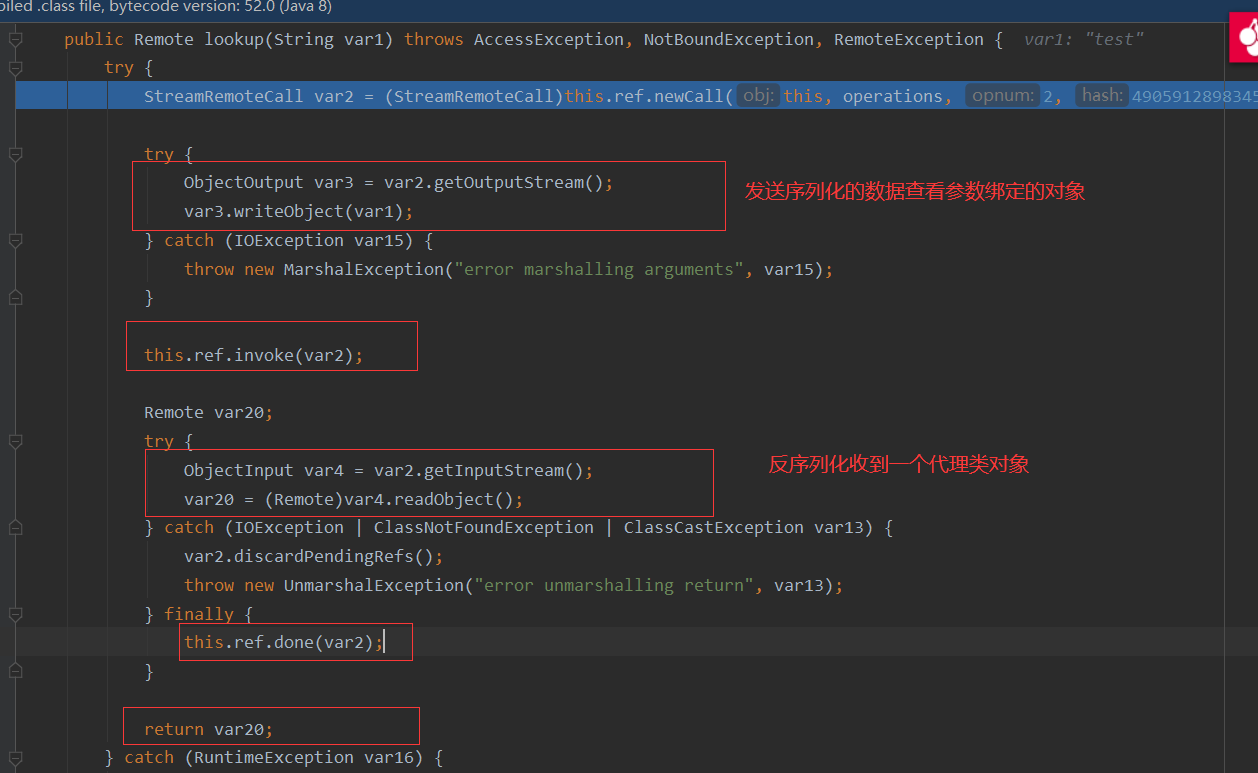 piled .class file, bytecode version: 52.0 (Java 8)
public Remote lookup(String var1) throws AccessException, NotBoundException, RemoteException {  var1: "test"
try {
StreamRemoteCall var2 = (StreamRemoteCall)this.ref.newCall( obj: this, operations,  opnum: 2,  hash: 4905912898345
try {
ObjectOutput var3 = var2.getOutputStream();
发送序列化的数据查看参数绑定的对象
var3.writeObject(var1);
} catch (IOException var15) {
throw new MarshalException("error marshalling arguments", var15);
}
this.ref.invoke(var2);
Remote var20;
try {
ObjectInput var4 = var2.getInputStream();
反序列化收到一个代理类对象
var20 = (Remote)var4.readObject();
} catch (IOException | ClassNotFoundException | ClassCastException var13) {
var2.discardPendingRefs();
throw new UnmarshalException("error unmarshalling return", var13);
} finally {
this.ref.done(var2);
}
return var20;
} catch (RuntimeException var16) {